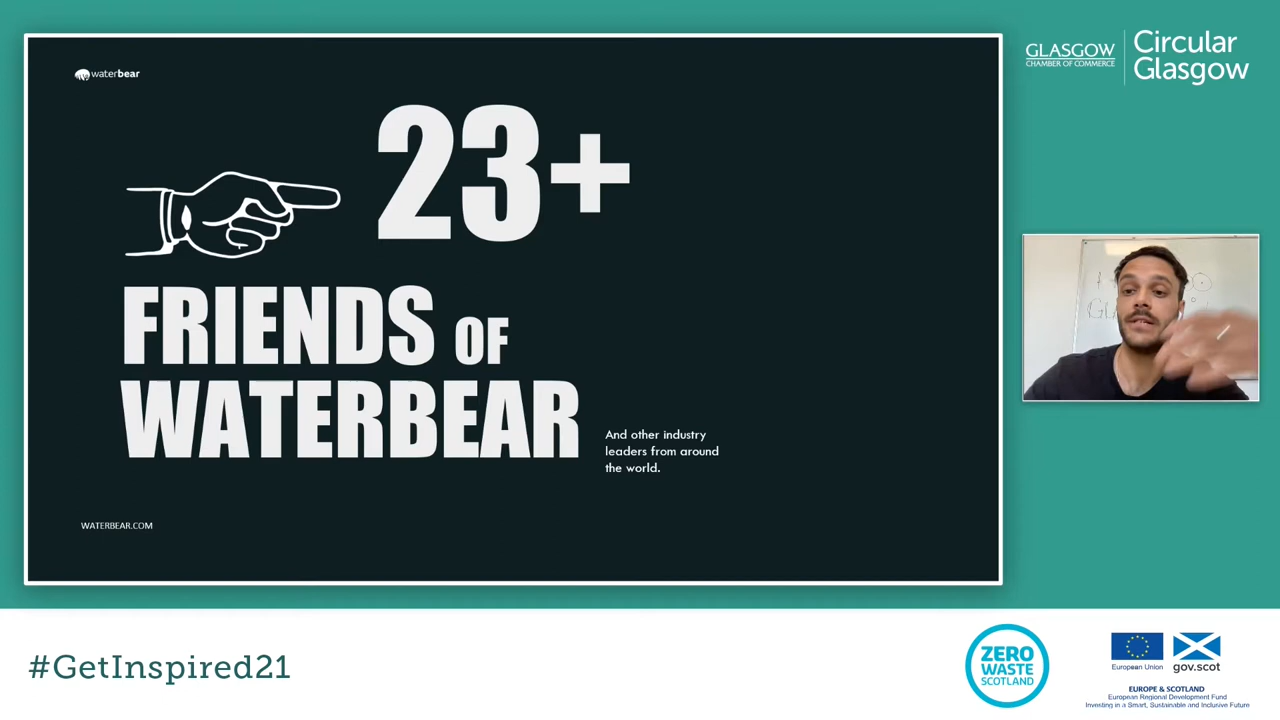 waterbear
23+
FRIENDS OF
WATERBEAR
And other industry
leaders from around
the world.
WATERBEAR.COM
GLASGOW
CHAMBER OF COMMERCE
Circular
Glasgow
#GetInspired21
ZERO
WASTE
SCOTLAND
European Union
gov.scot
EUROPE & SCOTLAND
European Regional Development Fund
Investing in a Smart, Sustainable and Inclusive Future